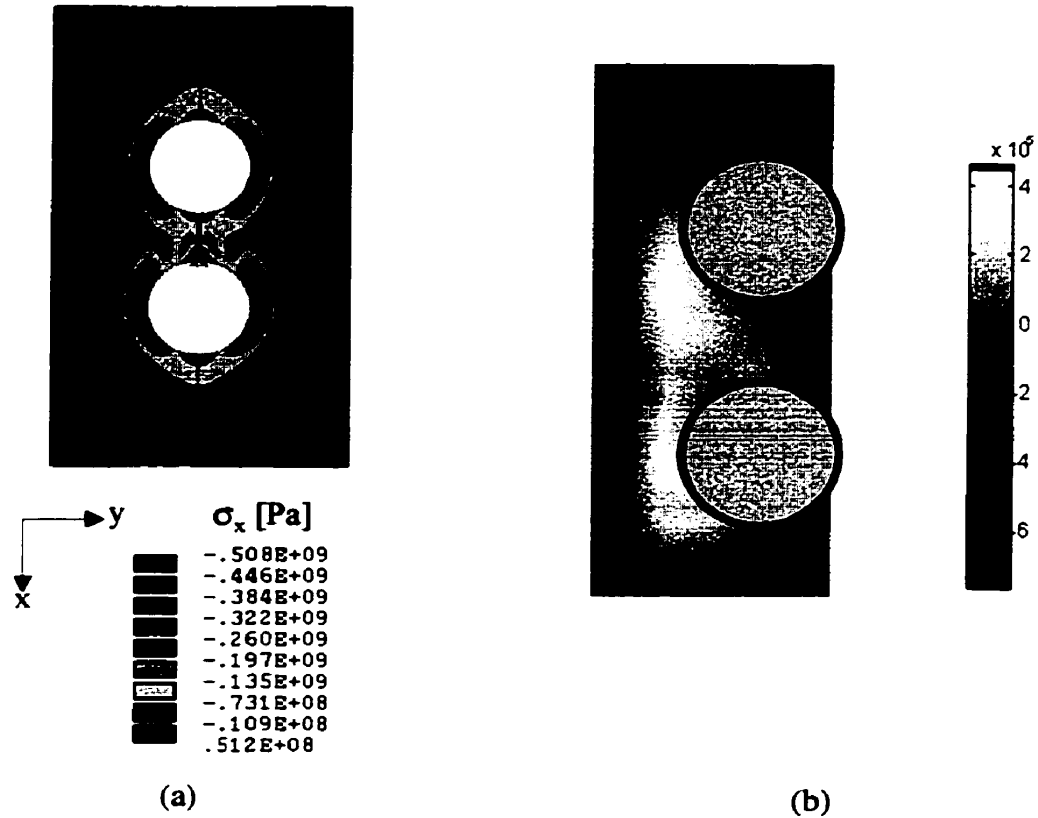 y
x
σx [Pa]
-.508E+09
-.446E+09
-.384E+09
-.322E+09
-.260E+09
-.197E+09
-.135E+09
-.731E+08
-.109E+08
.512E+08
(a)
x 10^5
4
2
0
-2
-4
-6
(b)